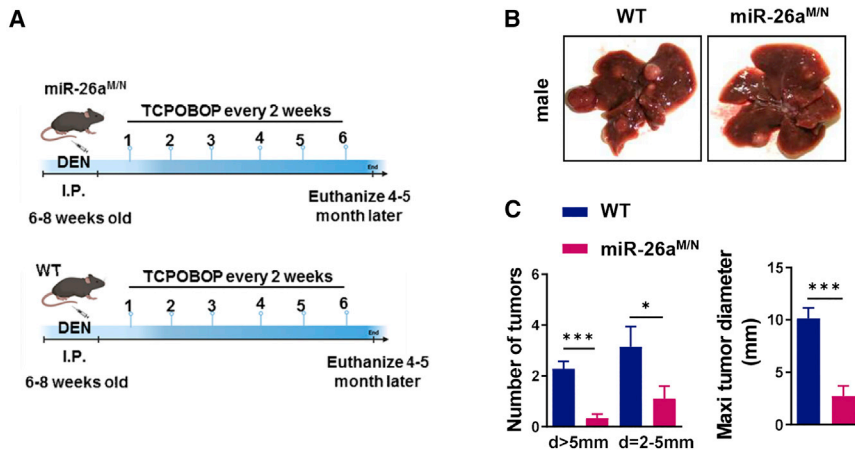 A
miR-26aM/N
TCPOBOP every 2 weeks
1 2 3 4 5 6
DEN
End
I.P.
Euthanize 4-5
month later
6-8 weeks old
WT
TCPOBOP every 2 weeks
1 2 3 4 5 6
DEN
End
I.P.
Euthanize 4-5
month later
6-8 weeks old
B
WT miR-26aM/N
male
C
WT
miR-26aM/N
Number of tumors
6
4
2
0
***
*
d>5mm d=2-5mm
Maxi tumor diameter
(mm)
15
10
5
0
***